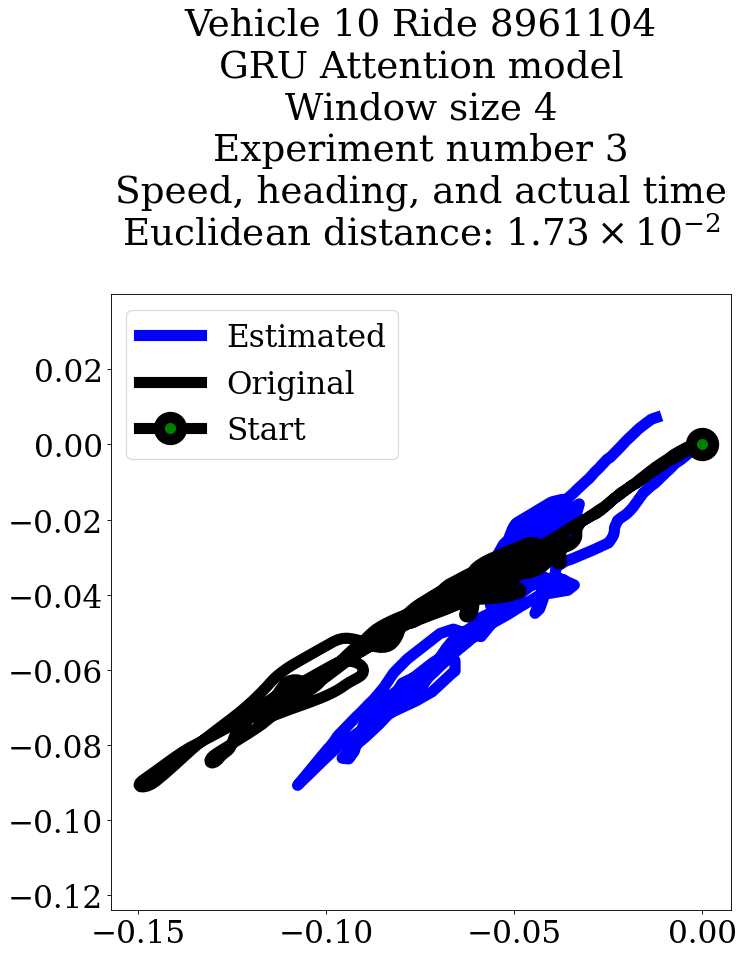 Vehicle 10 Ride 8961104
GRU Attention model
Window size 4
Experiment number 3
Speed, heading, and actual time
Euclidean distance: 1.73 × 10⁻²
Estimated
Original
Start
0.02
0.00
−0.02
−0.04
−0.06
−0.08
−0.10
−0.12
−0.15
−0.10
−0.05
0.00